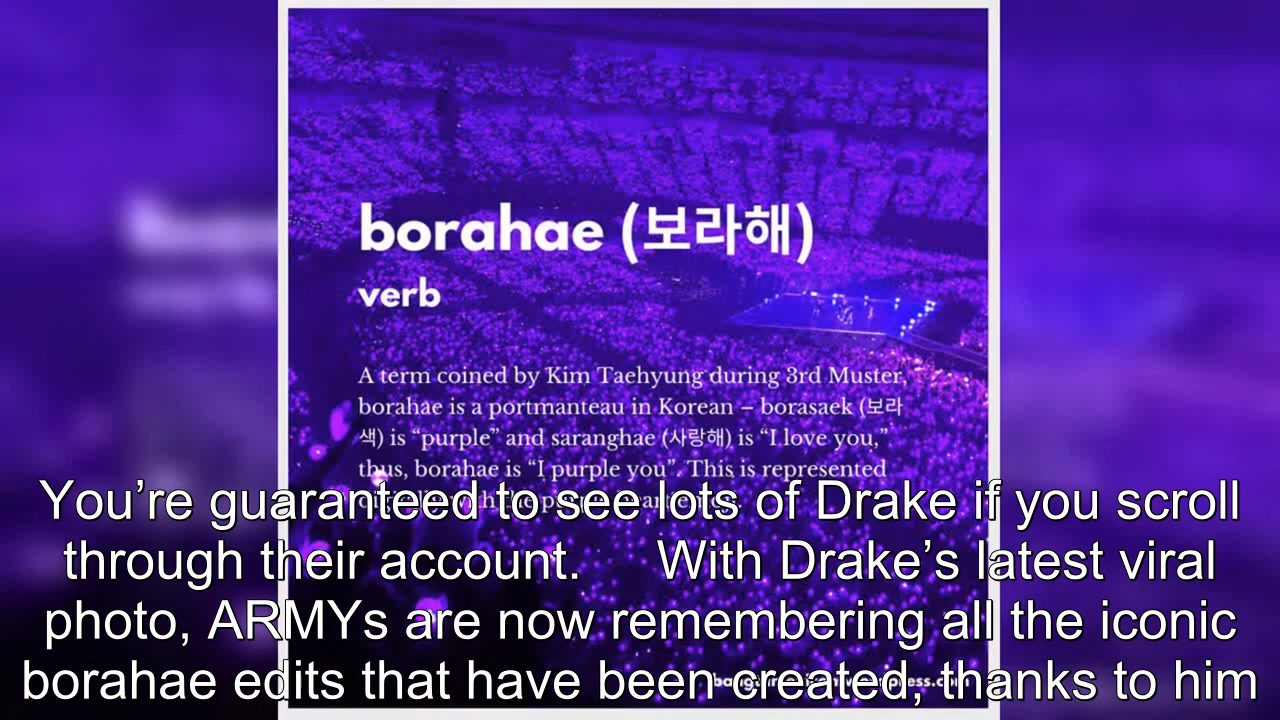 borahae (보라해)
verb
A term coined by Kim Taehyung during 3rd Muster,
borahae is a portmanteau in Korean – borasaek (보라
색) is “purple” and saranghae (사랑해) is “I love you,”
thus, borahae is “I purple you”. This is represented
You’re guaranteed to see lots of Drake if you scroll
through their account. With Drake’s latest viral
photo, ARMYs are now remembering all the iconic
borahae edits that have been created, thanks to him